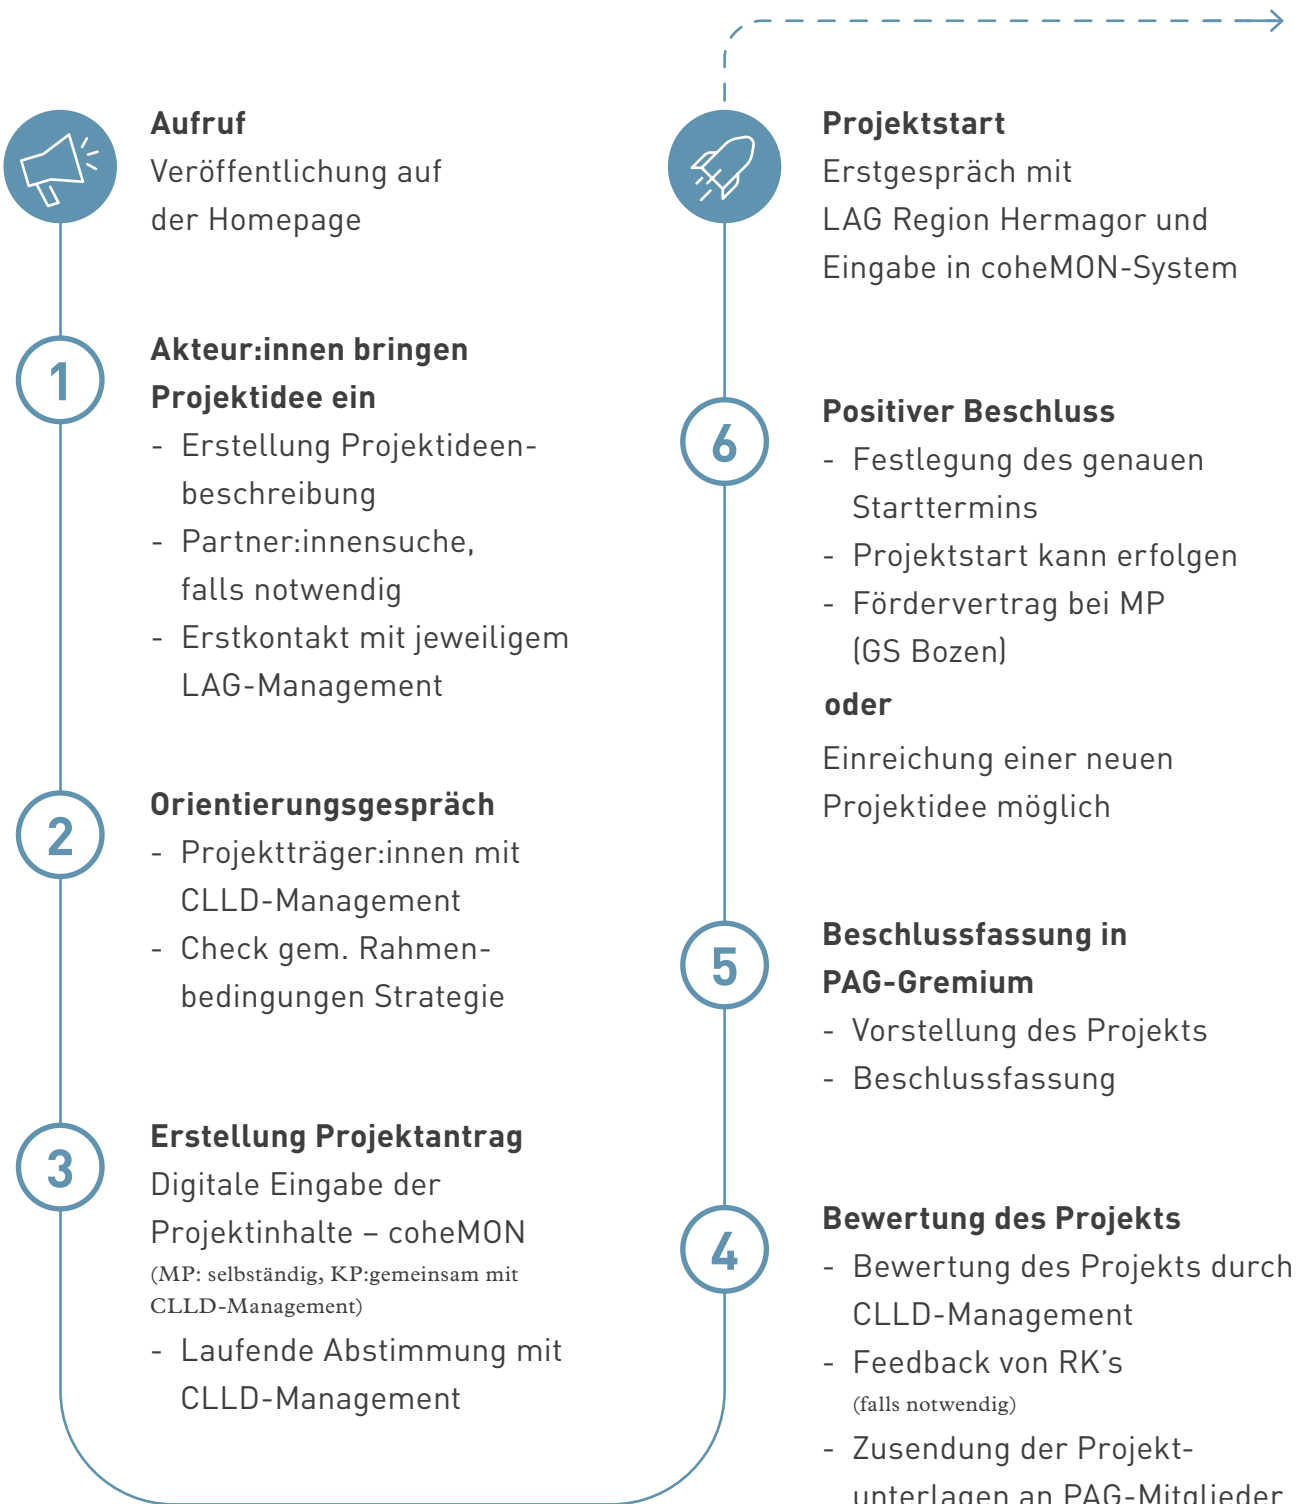 Aufruf
Veröffentlichung auf
der Homepage
1
Akteur:innen bringen
Projektidee ein
- Erstellung Projektideen-
beschreibung
- Partner:innensuche,
falls notwendig
- Erstkontakt mit jeweiligem
LAG-Management
2
Orientierungsgespräch
- Projektträger:innen mit
CLLD-Management
- Check gem. Rahmen-
bedingungen Strategie
3
Erstellung Projektantrag
Digitale Eingabe der
Projektinhalte – coheMON
(MP: selbständig, KP:gemeinsam mit
CLLD-Management)
- Laufende Abstimmung mit
CLLD-Management
Projektstart
Erstgespräch mit
LAG Region Hermagor und
Eingabe in coheMON-System
6
Positiver Beschluss
- Festlegung des genauen
Starttermins
- Projektstart kann erfolgen
- Fördervertrag bei MP
(GS Bozen)
oder
Einreichung einer neuen
Projektidee möglich
5
Beschlussfassung in
PAG-Gremium
- Vorstellung des Projekts
- Beschlussfassung
4
Bewertung des Projekts
- Bewertung des Projekts durch
CLLD-Management
- Feedback von RK's
(falls notwendig)
- Zusendung der Projekt-
unterlagen an PAG-Mitglieder